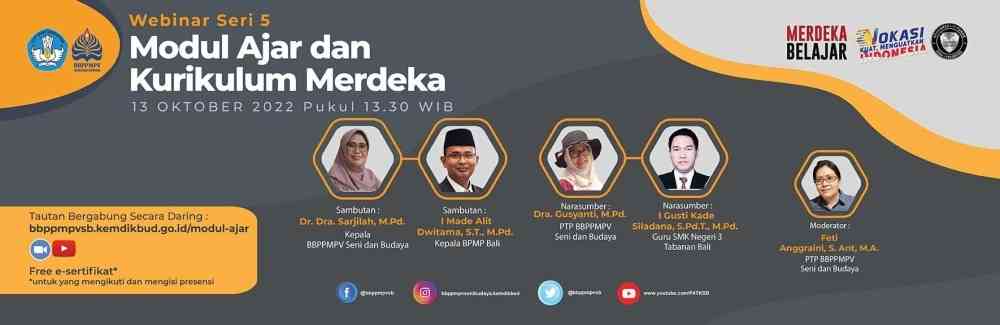 Webinar Seri 5
Modul Ajar dan
Kurikulum Merdeka
13 OKTOBER 2022 Pukul 13.30 WIB
BBPPMPV
MERDEKA
BELAJAR
VOKASI
KUAT, MENGUATKAN
INDONESIA
Sambutan :
Dr. Dra. Sarjilah, M.Pd.
Kepala
BBPPMPV Seni dan Budaya
Sambutan :
I Made Alit
Dwitama, S.T., M.Pd.
Kepala BPMP Bali
Narasumber :
Dra. Gusyanti, M.Pd.
PTP BBPPMPV
Seni dan Budaya
Narasumber :
I Gusti Kade
Siladana, S.Pd.T., M.Pd.
Guru SMK Negeri 3
Tabanan Bali
Moderator :
Feti
Anggraini, S. Ant, M.A.
PTP BBPPMPV
Seni dan Budaya
Tautan Bergabung Secara Daring :
bbppmpvsb.kemdikbud.go.id/modul-ajar
Free e-sertifikat*
*untuk yang mengikuti dan mengisi presensi
@bbppmpvsb
@bbppmpvsb